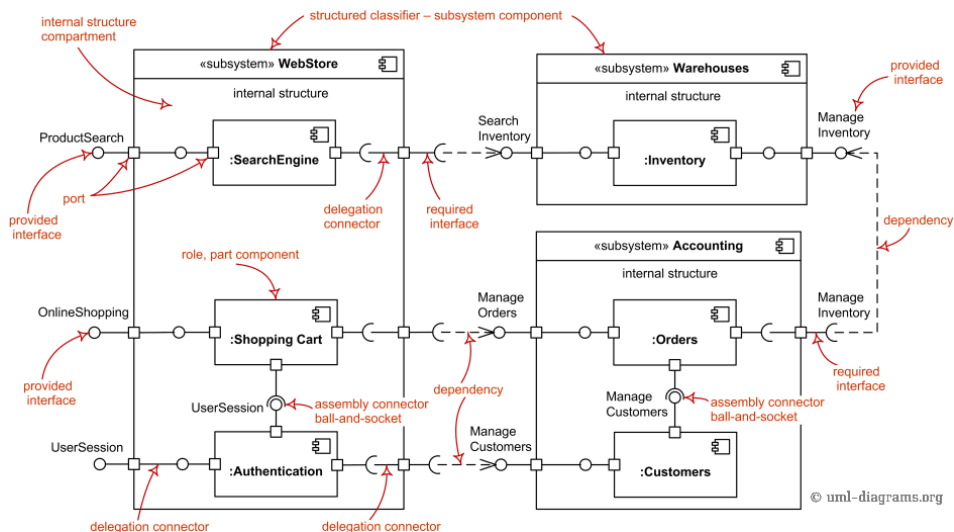 structured classifier – subsystem component
internal structure
compartment
«subsystem» WebStore
internal structure
«subsystem» Warehouses
internal structure
provided
interface
ProductSearch
:SearchEngine
Search
Inventory
:Inventory
Manage
Inventory
port
provided
interface
delegation
connector
required
interface
dependency
role, part component
«subsystem» Accounting
internal structure
OnlineShopping
:Shopping Cart
Manage
Orders
:Orders
Manage
Inventory
provided
interface
dependency
required
interface
UserSession
assembly connector
ball-and-socket
Manage
Customers
assembly connector
ball-and-socket
UserSession
:Authentication
Manage
Customers
:Customers
delegation connector
delegation connector
© uml-diagrams.org